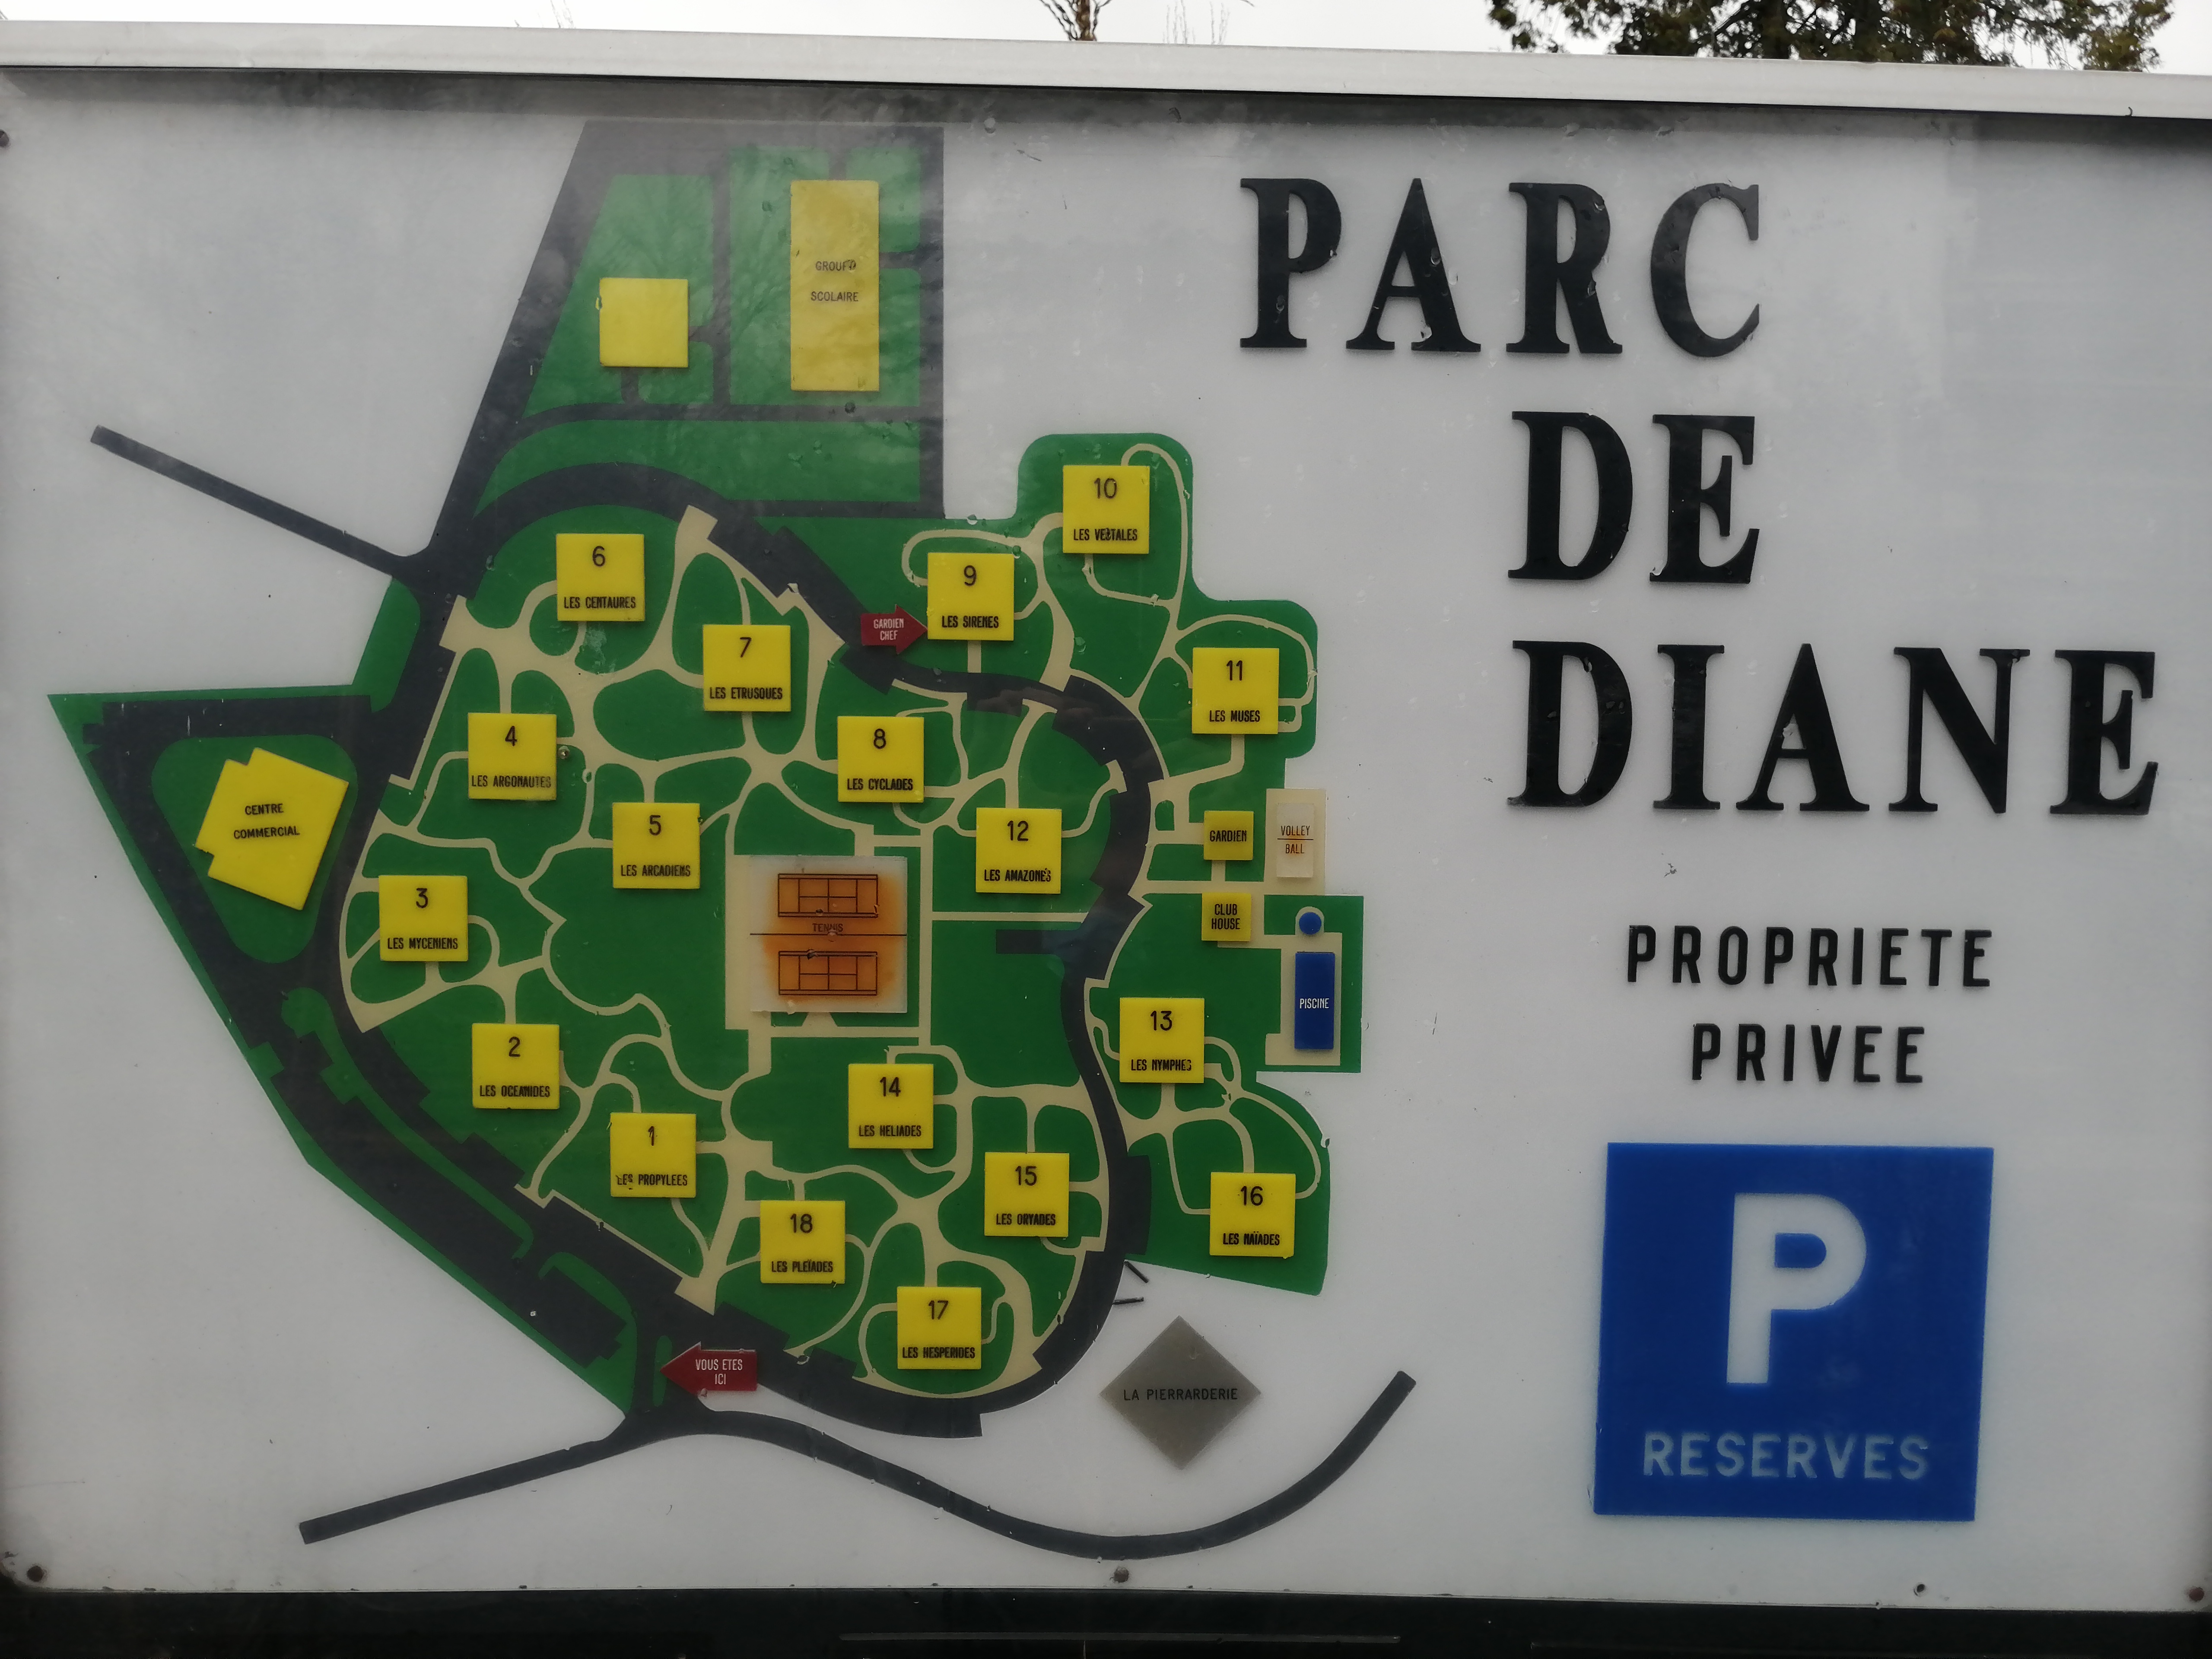 PARC
DE
DIANE
PROPRIETE
PRIVEE
P
RESERVES
GROUP
SCOLAIRE
10
LES VESTALES
6
LES CENTAURES
9
LES SIRENES
GARDIEN
CHEF
7
LES ETRUSQUES
11
LES MUSES
4
LES ARGONAUTES
8
LES CYCLADES
CENTRE
COMMERCIAL
5
LES ARCADIENS
12
LES AMAZONES
GARDIEN
VOLLEY
BALL
3
LES MYCENIENS
TENNIS
CLUB
HOUSE
PISCINE
2
LES OCEANIDES
13
LES NYMPHES
14
LES HELIADES
1
LES PROPYLEES
15
LES ORYADES
16
LES NAÏADES
18
LES PLEÏADES
17
LES HESPERIDES
VOUS ETES
ICI
LA PIERRARDERIE